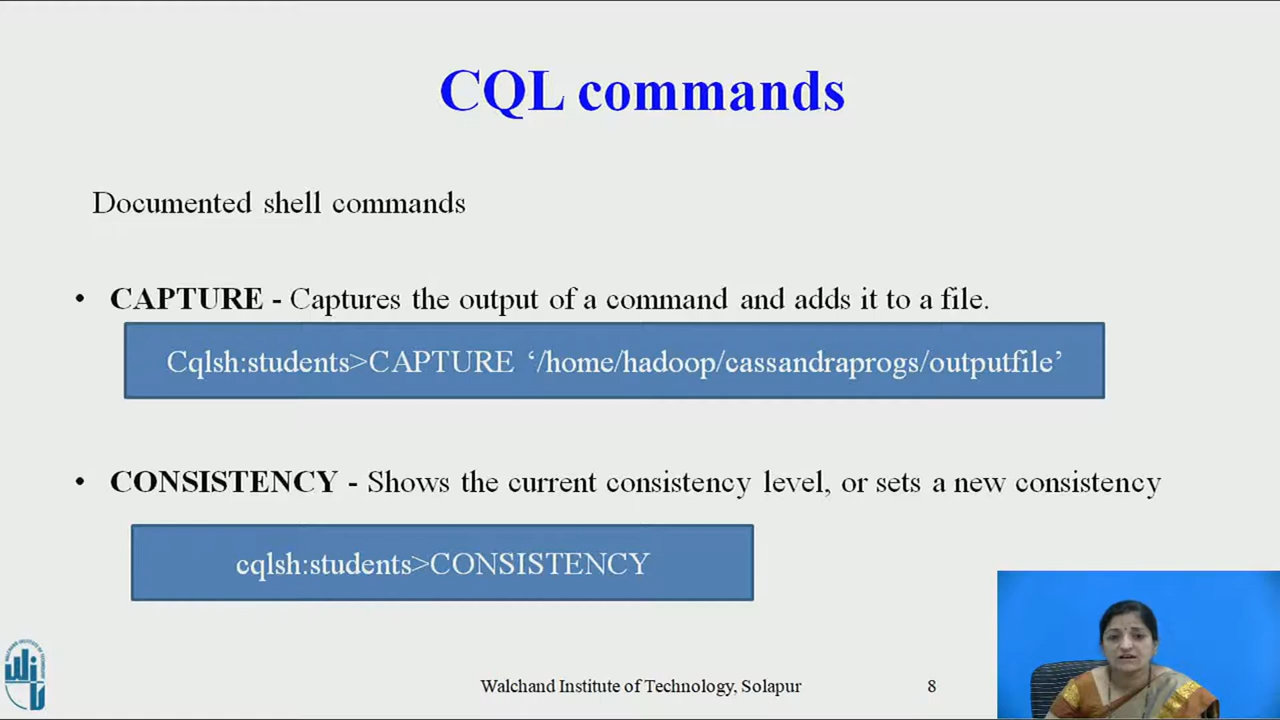 CQL commands
Documented shell commands
• CAPTURE - Captures the output of a command and adds it to a file.
Cqlsh:students>CAPTURE ‘/home/hadoop/cassandraprogs/outputfile’
• CONSISTENCY - Shows the current consistency level, or sets a new consistency
cqlsh:students>CONSISTENCY
Walchand Institute of Technology, Solapur
8